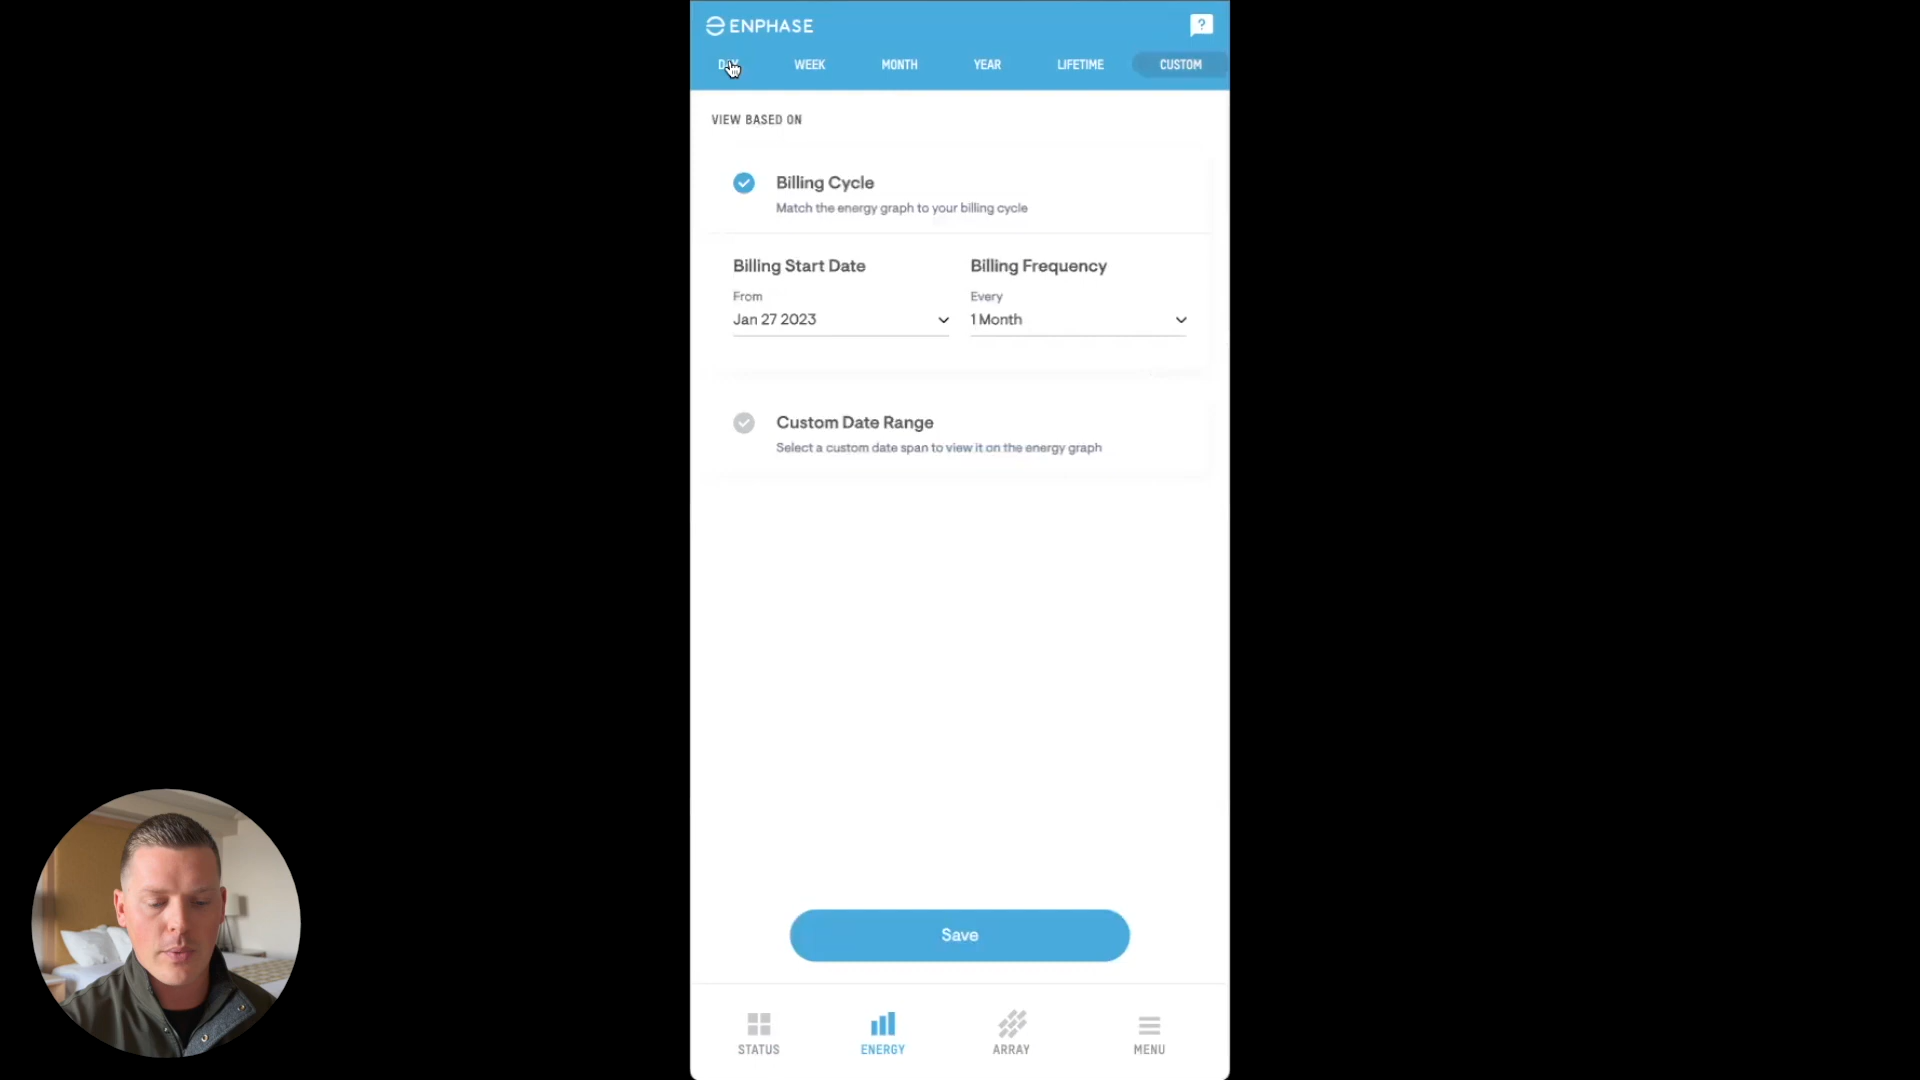 ENPHASE
?
WEEK MONTH YEAR LIFETIME CUSTOM
VIEW BASED ON
Billing Cycle
Match the energy graph to your billing cycle
Billing Start Date Billing Frequency
From Every
Jan 27 2023 1 Month
Custom Date Range
Select a custom date span to view it on the energy graph
Save
STATUS ENERGY ARRAY MENU